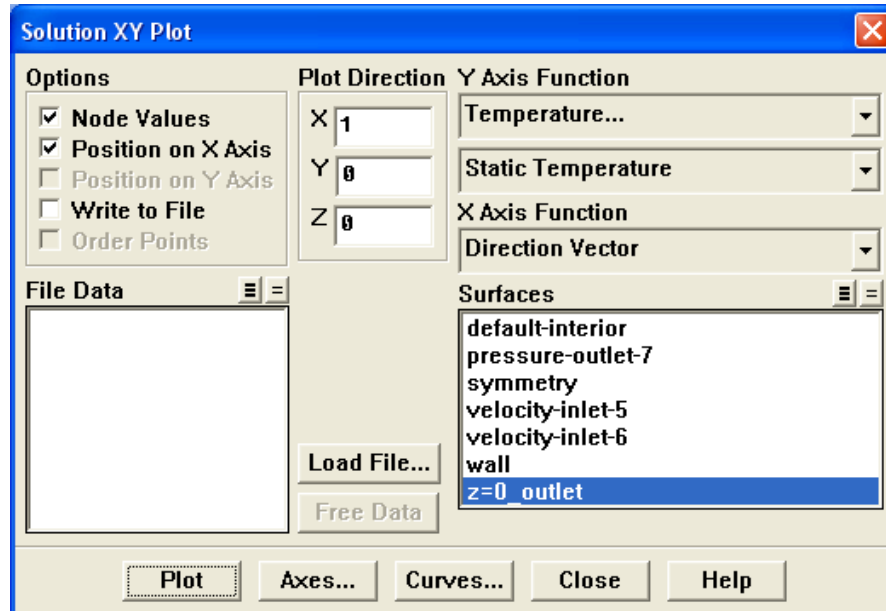 Solution XY Plot
Options
Node Values
Position on X Axis
Position on Y Axis
Write to File
Order Points
Plot Direction
X 1
Y 0
Z 0
Y Axis Function
Temperature...
Static Temperature
X Axis Function
Direction Vector
File Data
Surfaces
default-interior
pressure-outlet-7
symmetry
velocity-inlet-5
velocity-inlet-6
wall
z=0_outlet
Load File...
Free Data
Plot
Axes...
Curves...
Close
Help